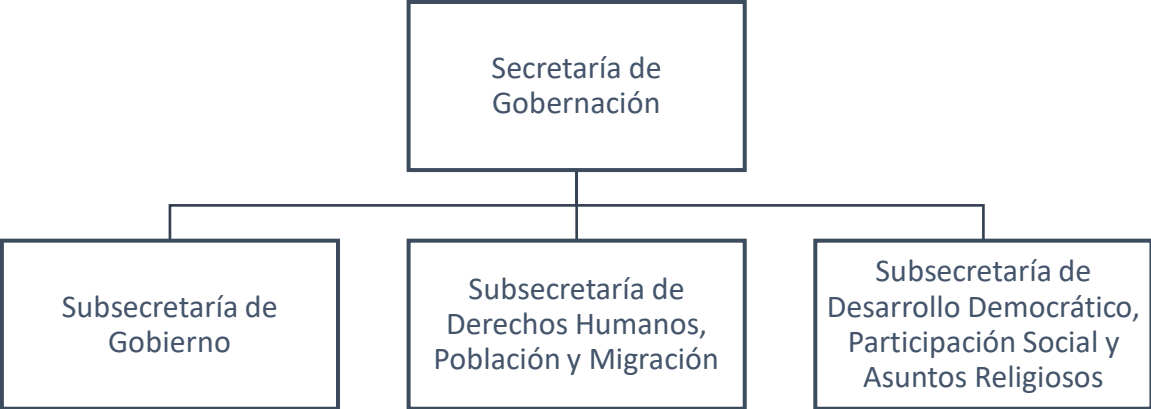 Secretaría de
Gobernación
Subsecretaría de
Gobierno
Subsecretaría de
Derechos Humanos,
Población y Migración
Subsecretaría de
Desarrollo Democrático,
Participación Social y
Asuntos Religiosos